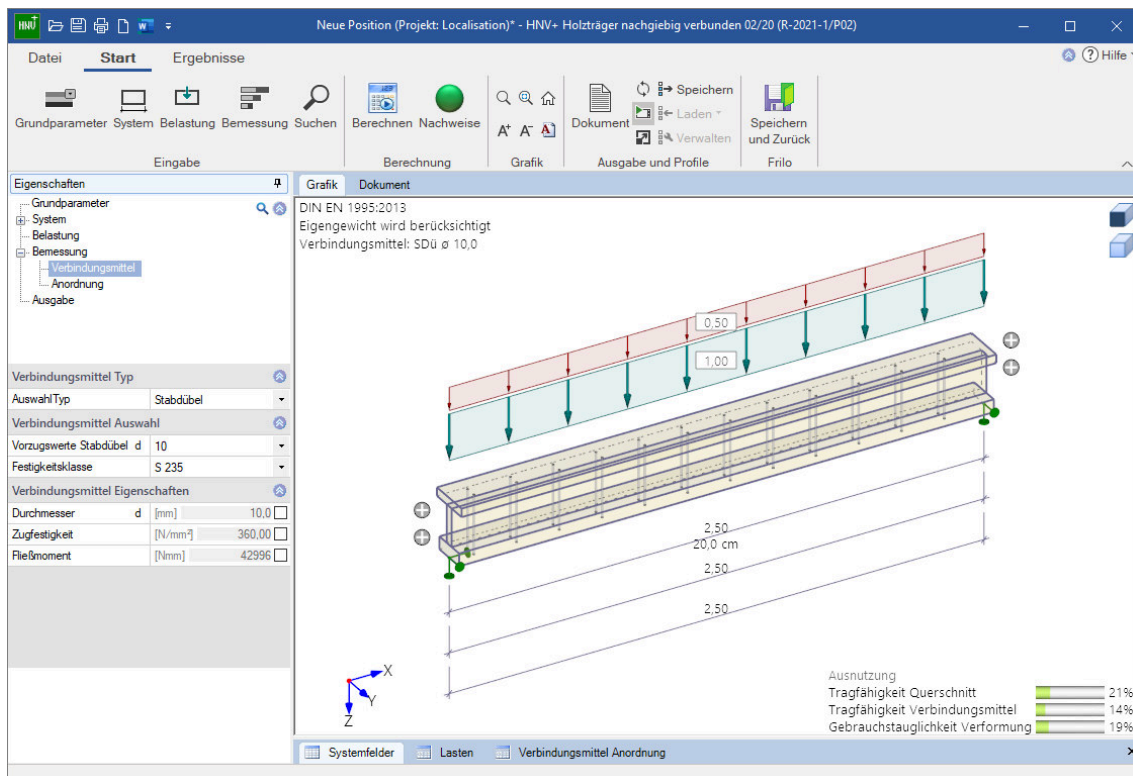 HNV+
Neue Position (Projekt: Localisation)* - HNV+ Holzträger nachgiebig verbunden 02/20 (R-2021-1/P02)
Datei Start Ergebnisse
Hilfe
Grundparameter System Belastung Bemessung Suchen
Eingabe
Berechnen Nachweise
Berechnung
A+ A- A
Grafik
Dokument
Speichern
Laden
Verwalten
Ausgabe und Profile
Speichern
und Zurück
Frilo
Eigenschaften
Grundparameter
System
Belastung
Bemessung
Verbindungsmittel
Anordnung
Ausgabe
Verbindungsmittel Typ
AuswahlTyp Stabdübel
Verbindungsmittel Auswahl
Vorzugswerte Stabdübel d 10
Festigkeitsklasse S 235
Verbindungsmittel Eigenschaften
Durchmesser d [mm] 10,0
Zugfestigkeit [N/mm²] 360,00
Fließmoment [Nmm] 42996
Grafik Dokument
DIN EN 1995:2013
Eigengewicht wird berücksichtigt
Verbindungsmittel: SDü ø 10,0
0,50
1,00
2,50
20,0 cm
2,50
2,50
X
Y
Z
Ausnutzung
Tragfähigkeit Querschnitt 21%
Tragfähigkeit Verbindungsmittel 14%
Gebrauchstauglichkeit Verformung 19%
Systemfelder Lasten Verbindungsmittel Anordnung